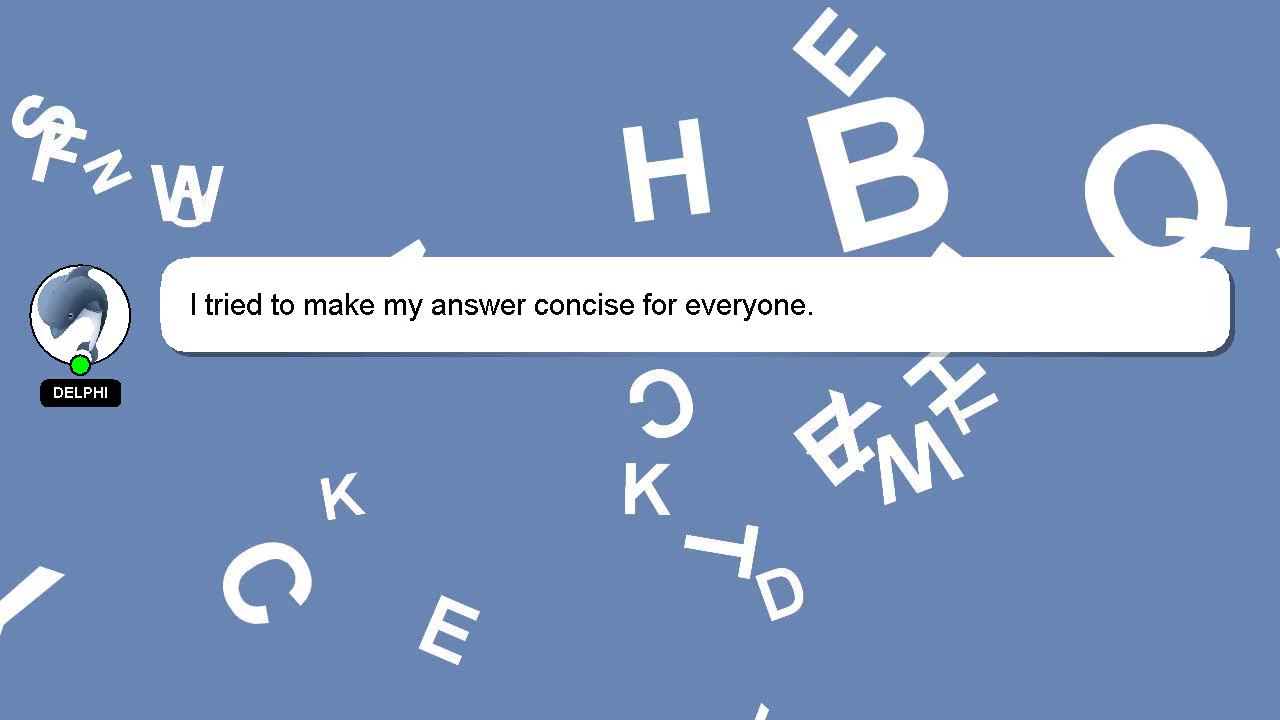 I tried to make my answer concise for everyone.
DELPHI
E
H
B
Q
S
F
N
W
C
K
K
E
M
H
T
D
C
E